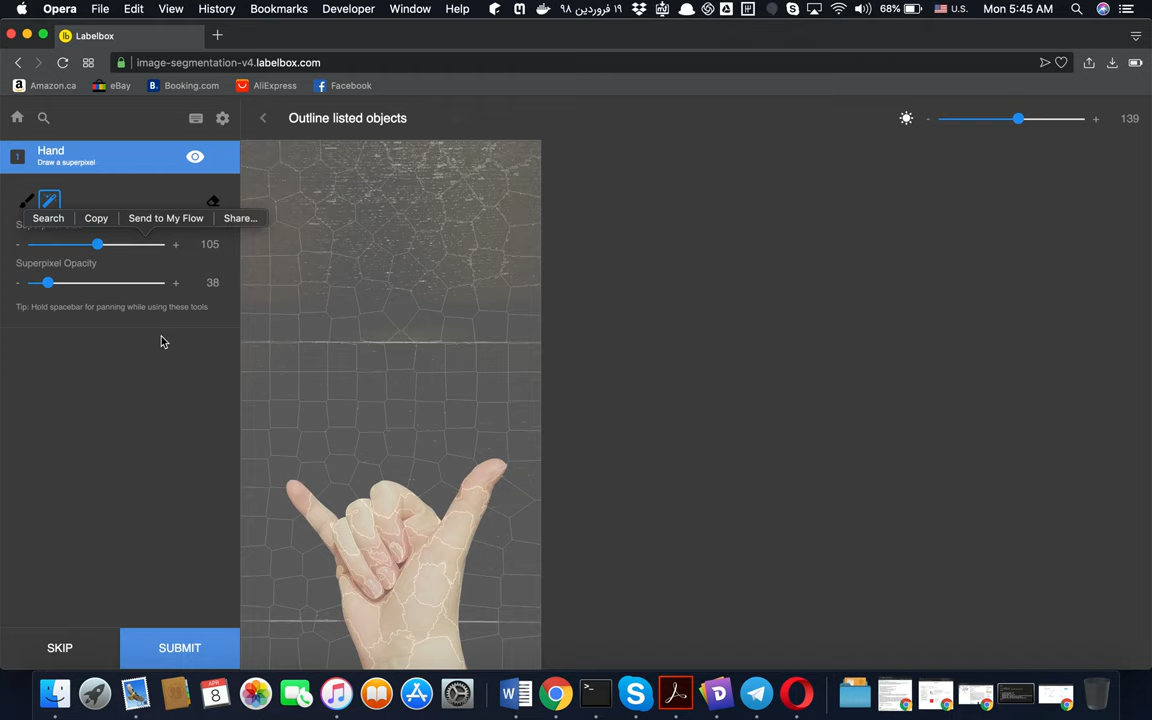 Opera File Edit View History Bookmarks Developer Window Help ۱۹ فروردین ۹۸ 68% U.S. Mon 5:45 AM
Labelbox
image-segmentation-v4.labelbox.com
Amazon.ca eBay Booking.com AliExpress Facebook
Outline listed objects - + 139
1 Hand
Draw a superpixel
Search Copy Send to My Flow Share...
- + 105
Superpixel Opacity
- + 38
Tip: Hold spacebar for panning while using these tools
SKIP SUBMIT
APR
8